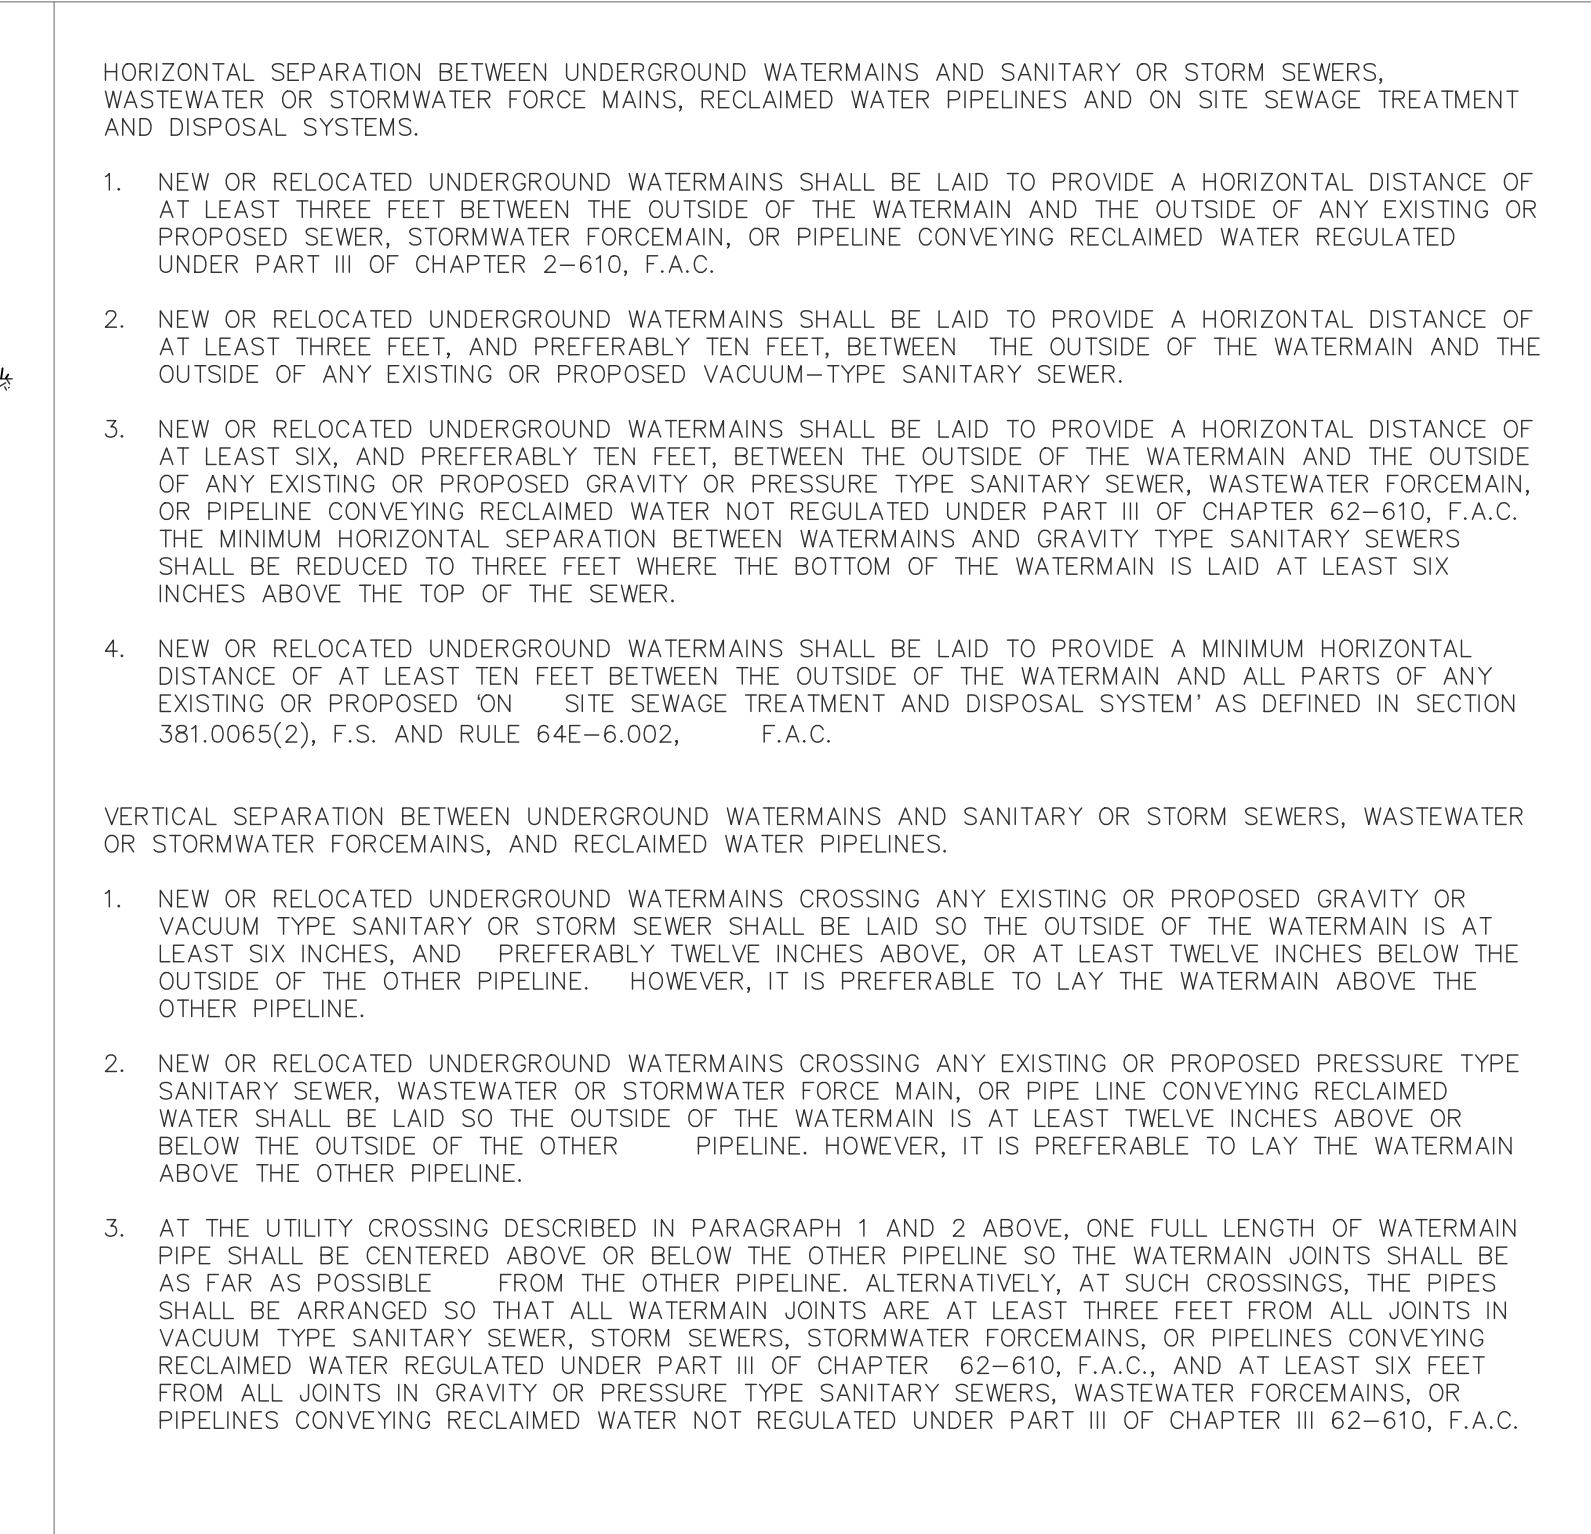 HORIZONTAL SEPARATION BETWEEN UNDERGROUND WATERMAINS AND SANITARY OR STORM SEWERS,
WASTEWATER OR STORMWATER FORCE MAINS, RECLAIMED WATER PIPELINES AND ON SITE SEWAGE TREATMENT
AND DISPOSAL SYSTEMS.
1. NEW OR RELOCATED UNDERGROUND WATERMAINS SHALL BE LAID TO PROVIDE A HORIZONTAL DISTANCE OF
AT LEAST THREE FEET BETWEEN THE OUTSIDE OF THE WATERMAIN AND THE OUTSIDE OF ANY EXISTING OR
PROPOSED SEWER, STORMWATER FORCEMAIN, OR PIPELINE CONVEYING RECLAIMED WATER REGULATED
UNDER PART III OF CHAPTER 2-610, F.A.C.
2. NEW OR RELOCATED UNDERGROUND WATERMAINS SHALL BE LAID TO PROVIDE A HORIZONTAL DISTANCE OF
AT LEAST THREE FEET, AND PREFERABLY TEN FEET, BETWEEN THE OUTSIDE OF THE WATERMAIN AND THE
OUTSIDE OF ANY EXISTING OR PROPOSED VACUUM-TYPE SANITARY SEWER.
3. NEW OR RELOCATED UNDERGROUND WATERMAINS SHALL BE LAID TO PROVIDE A HORIZONTAL DISTANCE OF
AT LEAST SIX, AND PREFERABLY TEN FEET, BETWEEN THE OUTSIDE OF THE WATERMAIN AND THE OUTSIDE
OF ANY EXISTING OR PROPOSED GRAVITY OR PRESSURE TYPE SANITARY SEWER, WASTEWATER FORCEMAIN,
OR PIPELINE CONVEYING RECLAIMED WATER NOT REGULATED UNDER PART III OF CHAPTER 62-610, F.A.C.
THE MINIMUM HORIZONTAL SEPARATION BETWEEN WATERMAINS AND GRAVITY TYPE SANITARY SEWERS
SHALL BE REDUCED TO THREE FEET WHERE THE BOTTOM OF THE WATERMAIN IS LAID AT LEAST SIX
INCHES ABOVE THE TOP OF THE SEWER.
4. NEW OR RELOCATED UNDERGROUND WATERMAINS SHALL BE LAID TO PROVIDE A MINIMUM HORIZONTAL
DISTANCE OF AT LEAST TEN FEET BETWEEN THE OUTSIDE OF THE WATERMAIN AND ALL PARTS OF ANY
EXISTING OR PROPOSED ‘ON SITE SEWAGE TREATMENT AND DISPOSAL SYSTEM’ AS DEFINED IN SECTION
381.0065(2), F.S. AND RULE 64E-6.002, F.A.C.
VERTICAL SEPARATION BETWEEN UNDERGROUND WATERMAINS AND SANITARY OR STORM SEWERS, WASTEWATER
OR STORMWATER FORCEMAINS, AND RECLAIMED WATER PIPELINES.
1. NEW OR RELOCATED UNDERGROUND WATERMAINS CROSSING ANY EXISTING OR PROPOSED GRAVITY OR
VACUUM TYPE SANITARY OR STORM SEWER SHALL BE LAID SO THE OUTSIDE OF THE WATERMAIN IS AT
LEAST SIX INCHES, AND PREFERABLY TWELVE INCHES ABOVE, OR AT LEAST TWELVE INCHES BELOW THE
OUTSIDE OF THE OTHER PIPELINE. HOWEVER, IT IS PREFERABLE TO LAY THE WATERMAIN ABOVE THE
OTHER PIPELINE.
2. NEW OR RELOCATED UNDERGROUND WATERMAINS CROSSING ANY EXISTING OR PROPOSED PRESSURE TYPE
SANITARY SEWER, WASTEWATER OR STORMWATER FORCE MAIN, OR PIPE LINE CONVEYING RECLAIMED
WATER SHALL BE LAID SO THE OUTSIDE OF THE WATERMAIN IS AT LEAST TWELVE INCHES ABOVE OR
BELOW THE OUTSIDE OF THE OTHER PIPELINE. HOWEVER, IT IS PREFERABLE TO LAY THE WATERMAIN
ABOVE THE OTHER PIPELINE.
3. AT THE UTILITY CROSSING DESCRIBED IN PARAGRAPH 1 AND 2 ABOVE, ONE FULL LENGTH OF WATERMAIN
PIPE SHALL BE CENTERED ABOVE OR BELOW THE OTHER PIPELINE SO THE WATERMAIN JOINTS SHALL BE
AS FAR AS POSSIBLE FROM THE OTHER PIPELINE. ALTERNATIVELY, AT SUCH CROSSINGS, THE PIPES
SHALL BE ARRANGED SO THAT ALL WATERMAIN JOINTS ARE AT LEAST THREE FEET FROM ALL JOINTS IN
VACUUM TYPE SANITARY SEWER, STORM SEWERS, STORMWATER FORCEMAINS, OR PIPELINES CONVEYING
RECLAIMED WATER REGULATED UNDER PART III OF CHAPTER 62-610, F.A.C., AND AT LEAST SIX FEET
FROM ALL JOINTS IN GRAVITY OR PRESSURE TYPE SANITARY SEWERS, WASTEWATER FORCEMAINS, OR
PIPELINES CONVEYING RECLAIMED WATER NOT REGULATED UNDER PART III OF CHAPTER III 62-610, F.A.C.